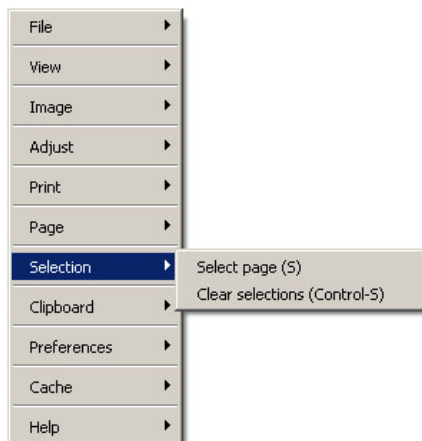 File
View
Image
Adjust
Print
Page
Selection
Select page (S)
Clear selections (Control-S)
Clipboard
Preferences
Cache
Help